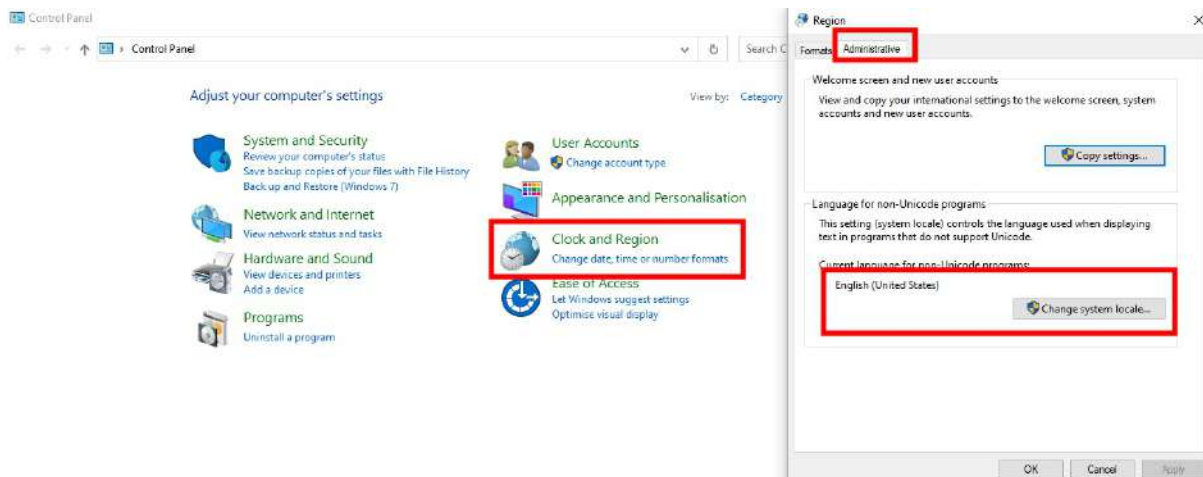 Control Panel
Control Panel
Search C
Adjust your computer's settings
View by: Category
System and Security
Review your computer's status
Save backup copies of your files with File History
Back up and Restore (Windows 7)
Network and Internet
View network status and tasks
Hardware and Sound
View devices and printers
Add a device
Programs
Uninstall a program
User Accounts
Change account type
Appearance and Personalisation
Clock and Region
Change date, time or number formats
Ease of Access
Let Windows suggest settings
Optimise visual display
Region
Formats Administrative
Welcome screen and new user accounts
View and copy your international settings to the welcome screen, system
accounts and new user accounts.
Copy settings...
Language for non-Unicode programs
This setting (system locale) controls the language used when displaying
text in programs that do not support Unicode.
Current language for non-Unicode programs:
English (United States)
Change system locale...
OK Cancel Apply